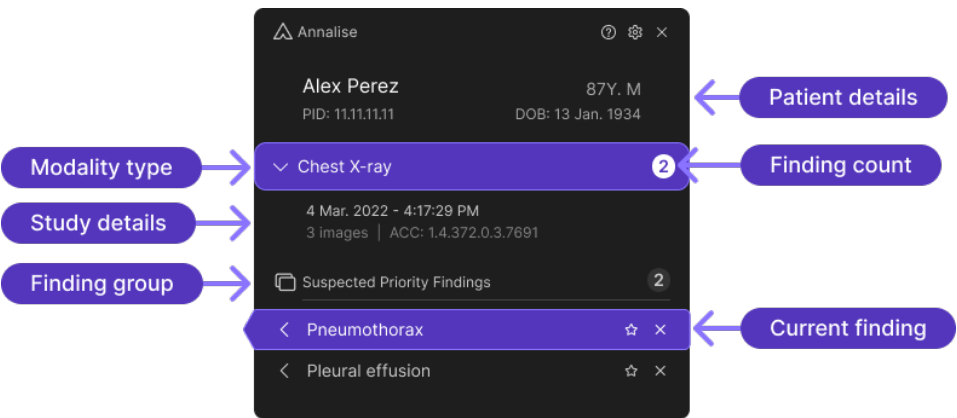 Annalise
Alex Perez 87Y. M
PID: 11.11.11.11 DOB: 13 Jan. 1934
Patient details
Modality type
Chest X-ray 2
Finding count
Study details
4 Mar. 2022 - 4:17:29 PM
3 images | ACC: 1.4.372.0.3.7691
Finding group
Suspected Priority Findings 2
Pneumothorax
Current finding
Pleural effusion